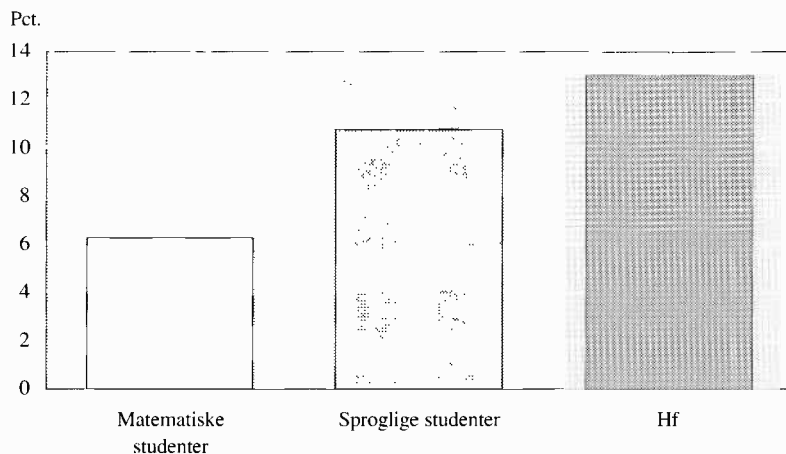 Pct.
14
12
10
8
6
4
2
0
Matematiske
studenter
Sproglige studenter
Hf